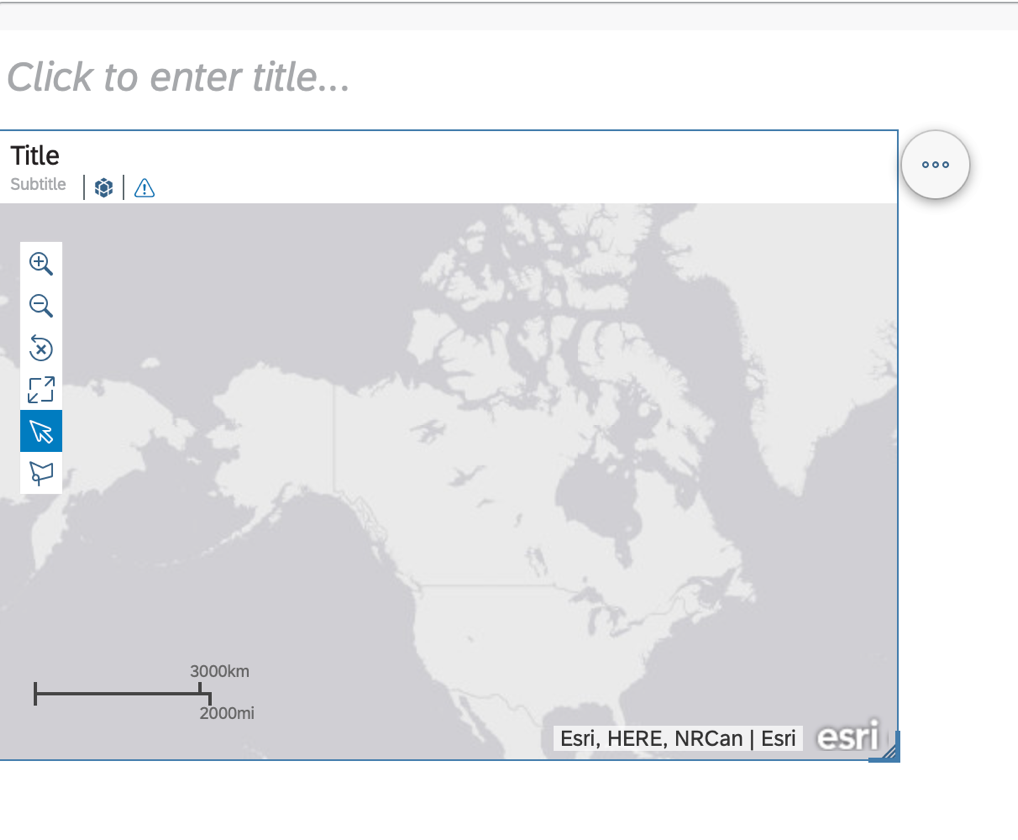 Click to enter title...
Title
Subtitle
3000km
2000mi
Esri, HERE, NRCan | Esri
esri